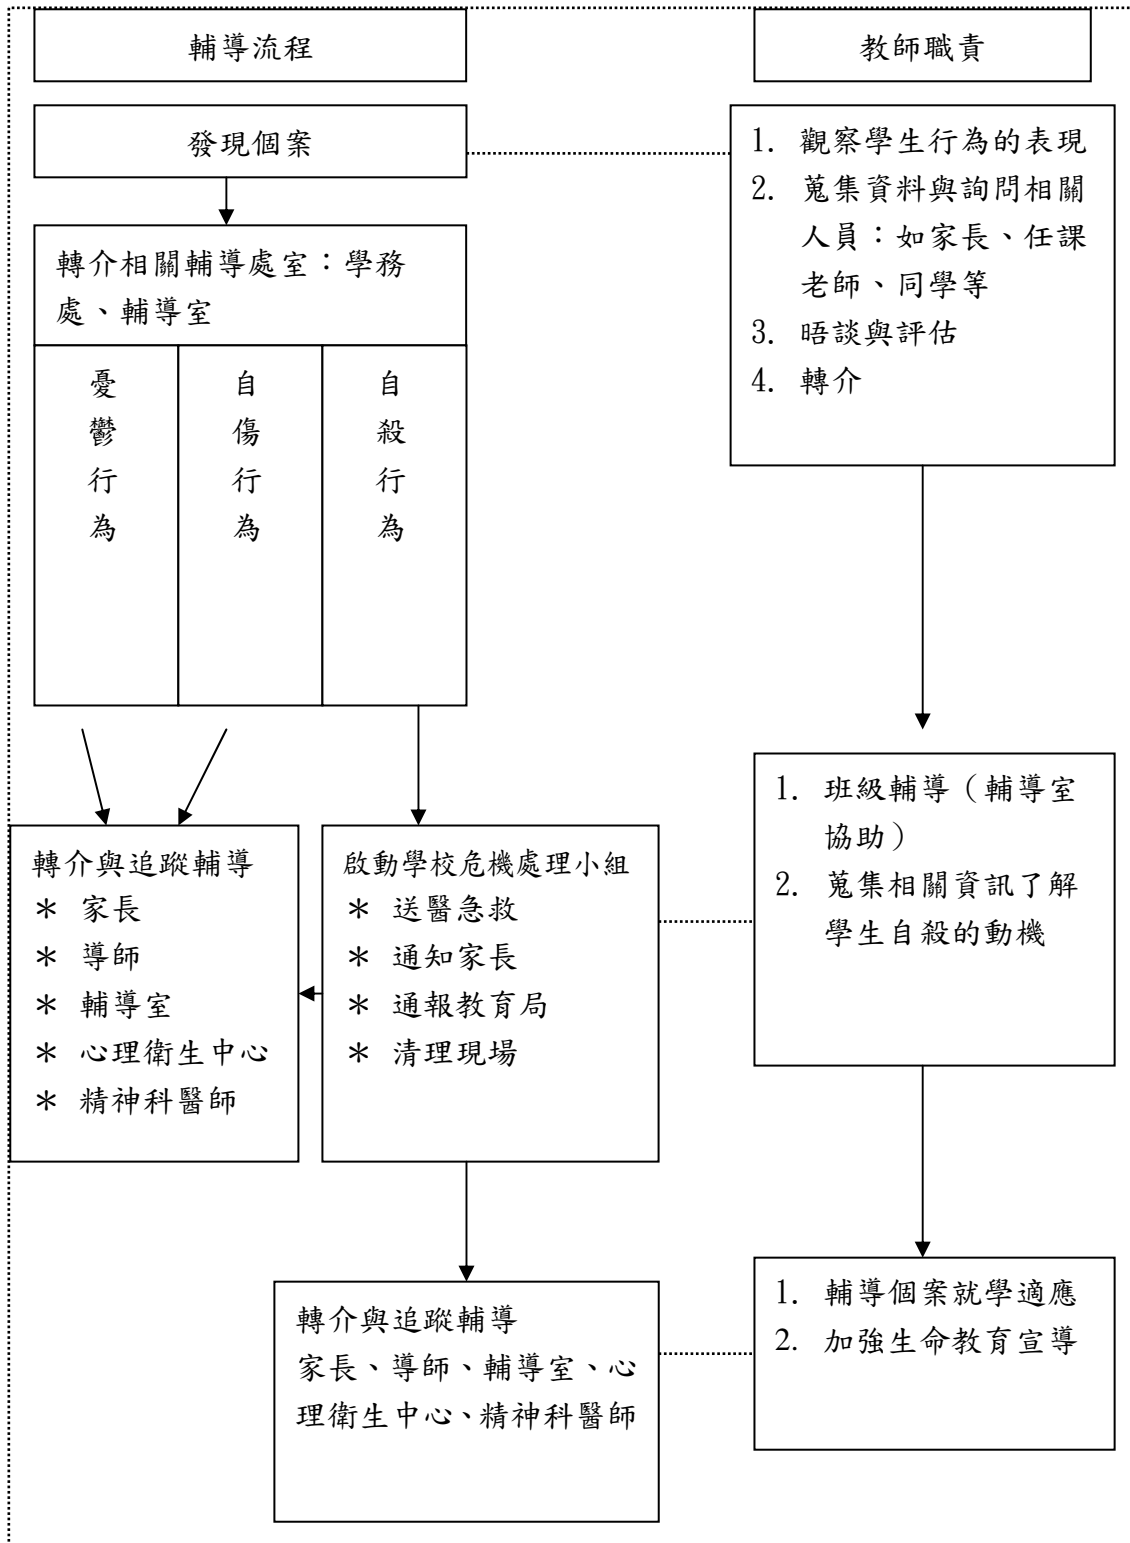 輔導流程
教師職責
發現個案
1. 觀察學生行為的表現
2. 蒐集資料與詢問相關
人員：如家長、任課
老師、同學等
3. 晤談與評估
4. 轉介
轉介相關輔導處室：學務
處、輔導室
憂鬱行為
自傷行為
自殺行為
1. 班級輔導（輔導室
協助）
2. 蒐集相關資訊了解
學生自殺的動機
轉介與追蹤輔導
＊ 家長
＊ 導師
＊ 輔導室
＊ 心理衛生中心
＊ 精神科醫師
啟動學校危機處理小組
＊ 送醫急救
＊ 通知家長
＊ 通報教育局
＊ 清理現場
轉介與追蹤輔導
家長、導師、輔導室、心
理衛生中心、精神科醫師
1. 輔導個案就學適應
2. 加強生命教育宣導